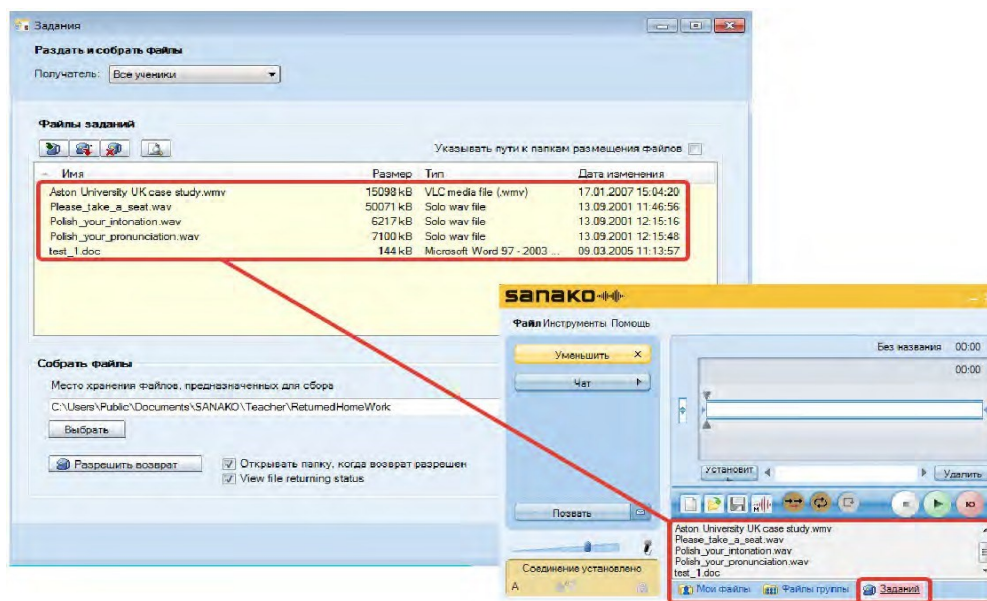 Задания
Раздать и собрать файлы
Получатель: Все ученики
Файлы заданий
Указывать пути к папкам размещения файлов
Имя Размер Тип Дата изменения
Aston University UK case study.wmv 15098 kB VLC media file (.wmv) 17.01.2007 15:04:20
Please_take_a_seat.wav 50071 kB Solo wav file 13.09.2001 11:46:56
Polish_your_intonation.wav 6217 kB Solo wav file 13.09.2001 12:15:16
Polish_your_pronunciation.wav 7100 kB Solo wav file 13.09.2001 12:15:48
test_1.doc 144 kB Microsoft Word 97 - 2003 ... 09.03.2005 11:13:57
Собрать файлы
Место хранения файлов, предназначенных для сбора
C:\Users\Public\Documents\SANAKO\Teacher\ReturnedHomeWork
Выбрать
Разрешить возврат
Открывать папку, когда возврат разрешен
View file returning status
sanako
Файл Инструменты Помощь
Уменьшить X
Чат
Позвать
Соединение установлено
A
Без названия 00:00
00:00
Установит
Удалить
Aston University UK case study.wmv
Please_take_a_seat.wav
Polish_your_intonation.wav
Polish_your_pronunciation.wav
test_1.doc
Мои файлы Файлы группы Заданий